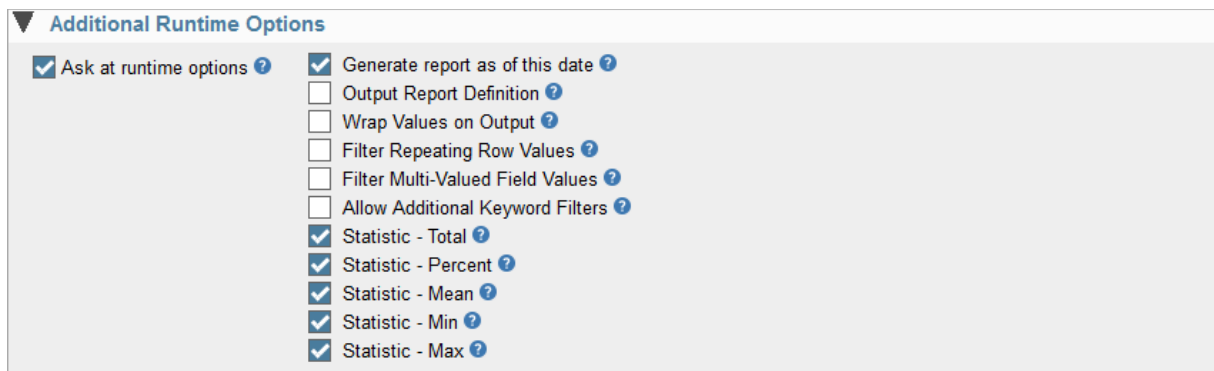 Additional Runtime Options
Ask at runtime options ?
Generate report as of this date ?
Output Report Definition ?
Wrap Values on Output ?
Filter Repeating Row Values ?
Filter Multi-Valued Field Values ?
Allow Additional Keyword Filters ?
Statistic - Total ?
Statistic - Percent ?
Statistic - Mean ?
Statistic - Min ?
Statistic - Max ?